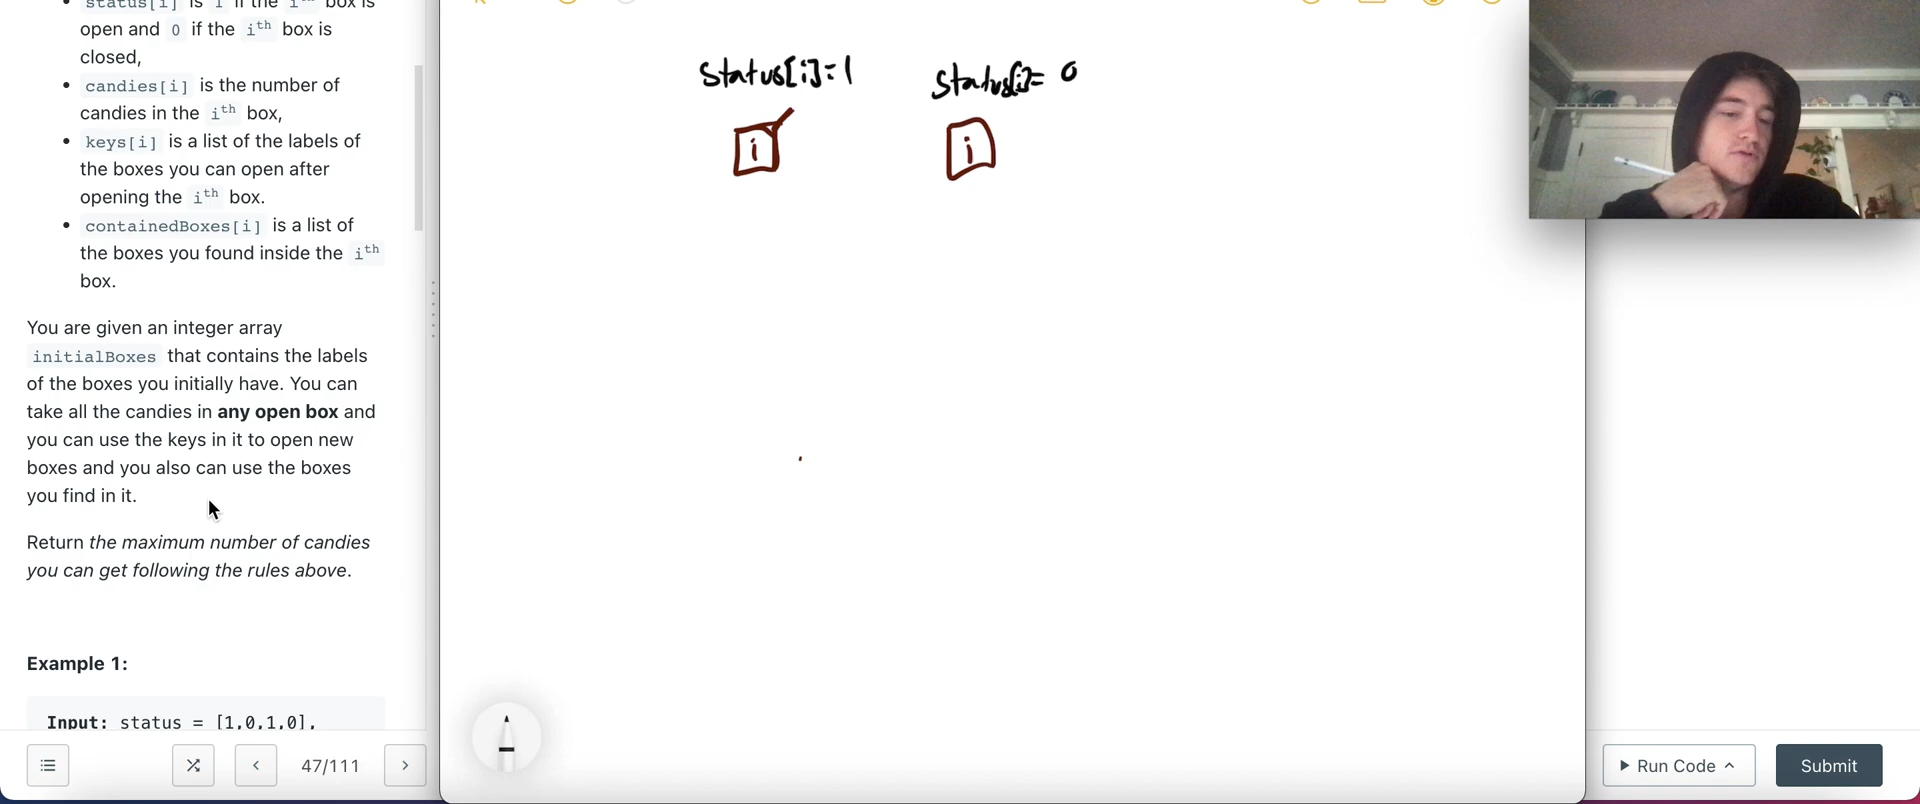 status[i] is 1 if the ith box is
open and 0 if the ith box is
closed,
candies[i] is the number of
candies in the ith box,
keys[i] is a list of the labels of
the boxes you can open after
opening the ith box.
containedBoxes[i] is a list of
the boxes you found inside the ith
box.
You are given an integer array
initialBoxes that contains the labels
of the boxes you initially have. You can
take all the candies in any open box and
you can use the keys in it to open new
boxes and you also can use the boxes
you find in it.
Return the maximum number of candies
you can get following the rules above.
Example 1:
Input: status = [1,0,1,0],
47/111
status[i]=1
status[i]= 0
i
i
Run Code
Submit